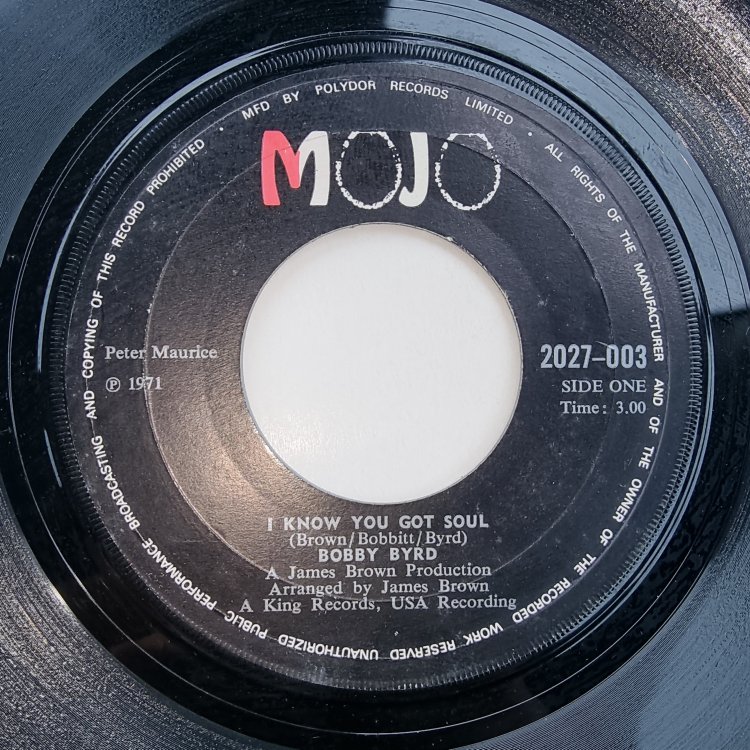 MFD BY POLYDOR RECORDS LIMITED • ALL RIGHTS OF THE MANUFACTURER AND OF THE OWNER OF THE RECORDED WORK RESERVED UNAUTHORIZED PUBLIC PERFORMANCE BROADCASTING AND COPYING OF THIS RECORD PROHIBITED •
MOJO
Peter Maurice
℗ 1971
2027-003
SIDE ONE
Time: 3.00
I KNOW YOU GOT SOUL
(Brown/Bobbitt/Byrd)
BOBBY BYRD
A James Brown Production
Arranged by James Brown
A King Records, USA Recording